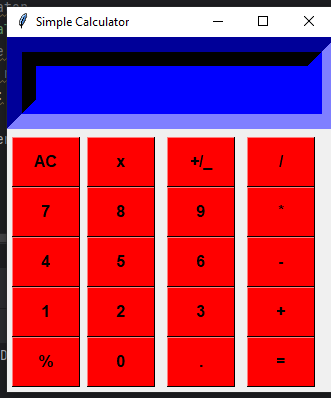 Simple Calculator
AC x +/_ /
7 8 9 *
4 5 6 -
1 2 3 +
% 0 . =